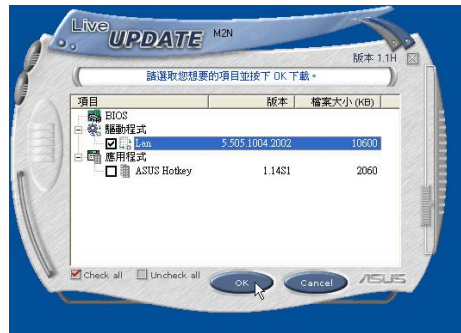 Live UPDATE M2N
版本 1.1H
請選取您想要的項目並按下 OK 下載。
項目 版本 檔案大小 (KB)
BIOS
驅動程式
Lan 5.505.1004.2002 10600
應用程式
ASUS Hotkey 1.14S1 2060
Check all Uncheck all OK Cancel ASUS